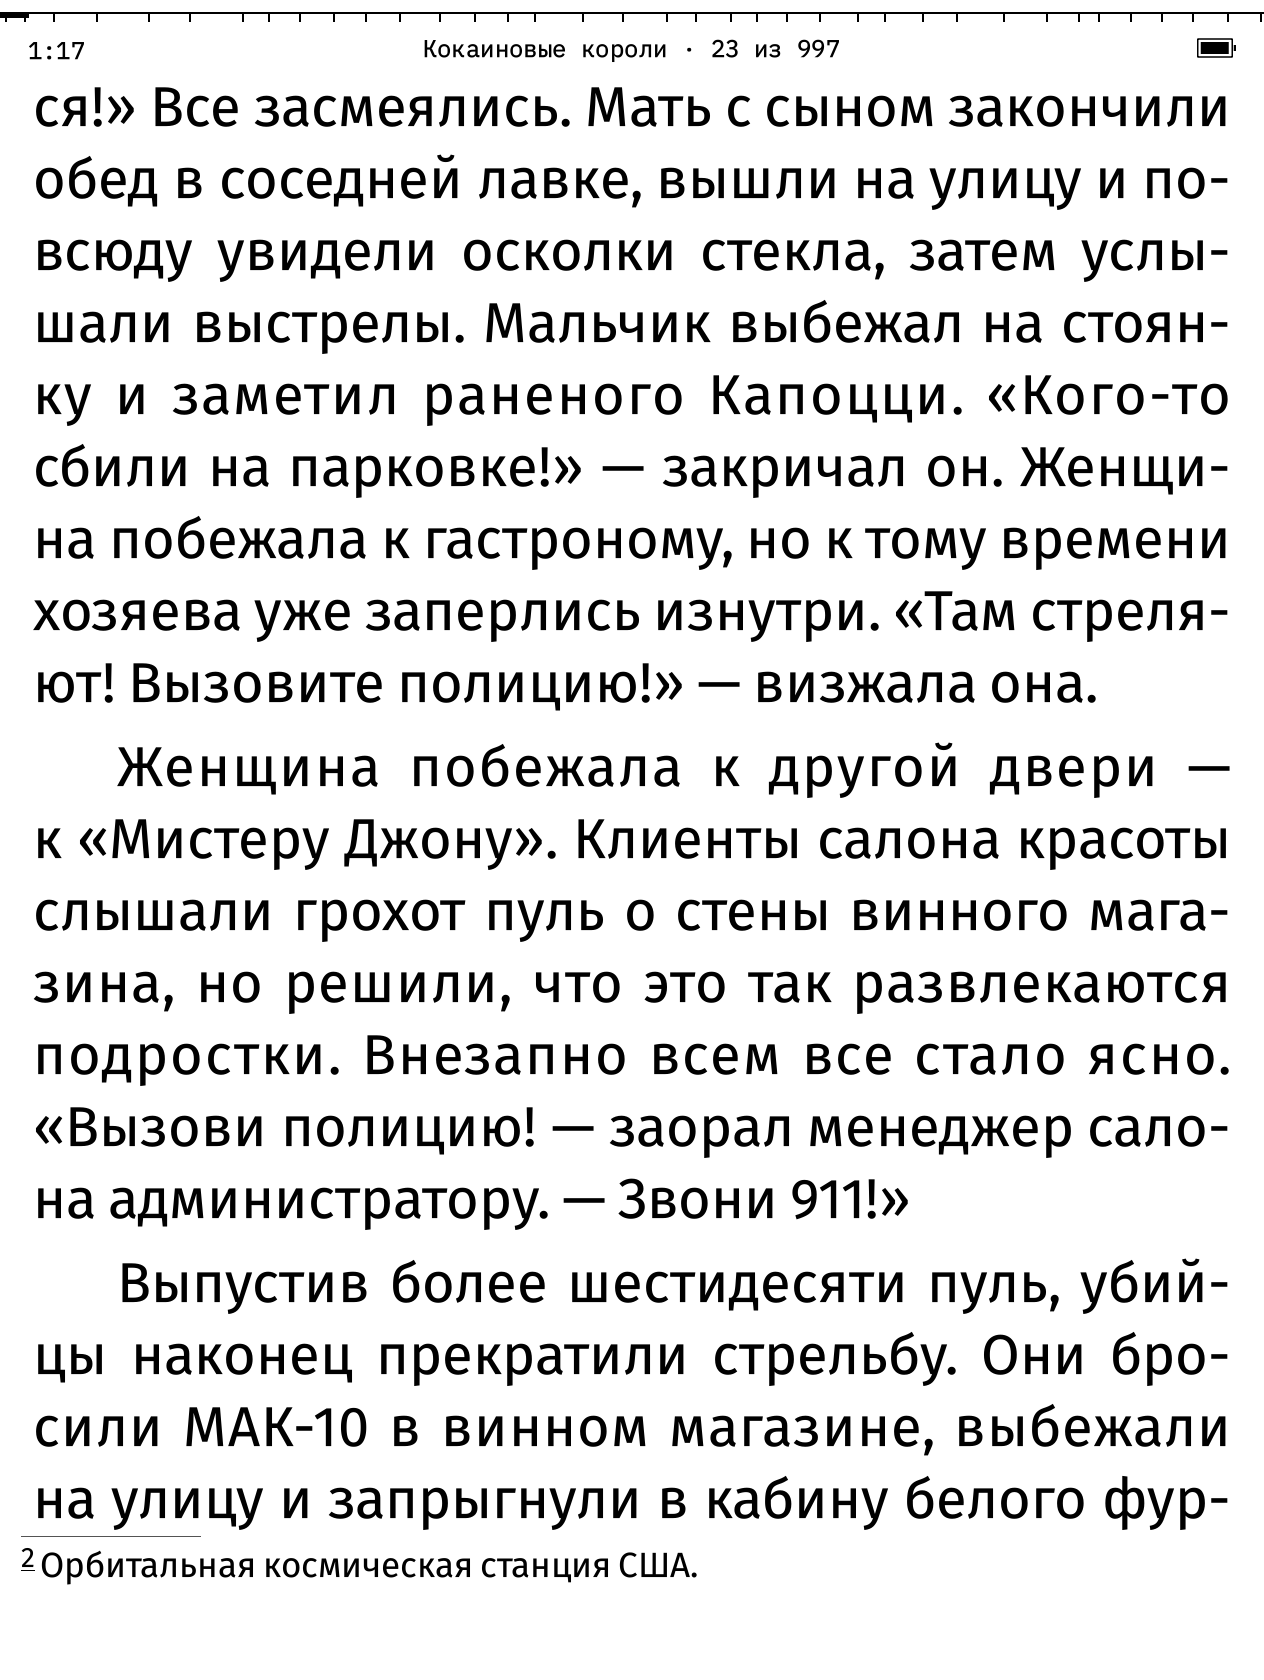 1:17
Кокаиновые короли · 23 из 997
ся!» Все засмеялись. Мать с сыном закончили
обед в соседней лавке, вышли на улицу и по-
всюду увидели осколки стекла, затем услы-
шали выстрелы. Мальчик выбежал на стоян-
ку и заметил раненого Капоцци. «Кого-то
сбили на парковке!» — закричал он. Женщи-
на побежала к гастроному, но к тому времени
хозяева уже заперлись изнутри. «Там стреля-
ют! Вызовите полицию!» — визжала она.
Женщина побежала к другой двери —
к «Мистеру Джону». Клиенты салона красоты
слышали грохот пуль о стены винного мага-
зина, но решили, что это так развлекаются
подростки. Внезапно всем все стало ясно.
«Вызови полицию! — заорал менеджер сало-
на администратору. — Звони 911!»
Выпустив более шестидесяти пуль, убий-
цы наконец прекратили стрельбу. Они бро-
сили МАК-10 в винном магазине, выбежали
на улицу и запрыгнули в кабину белого фур-
2 Орбитальная космическая станция США.